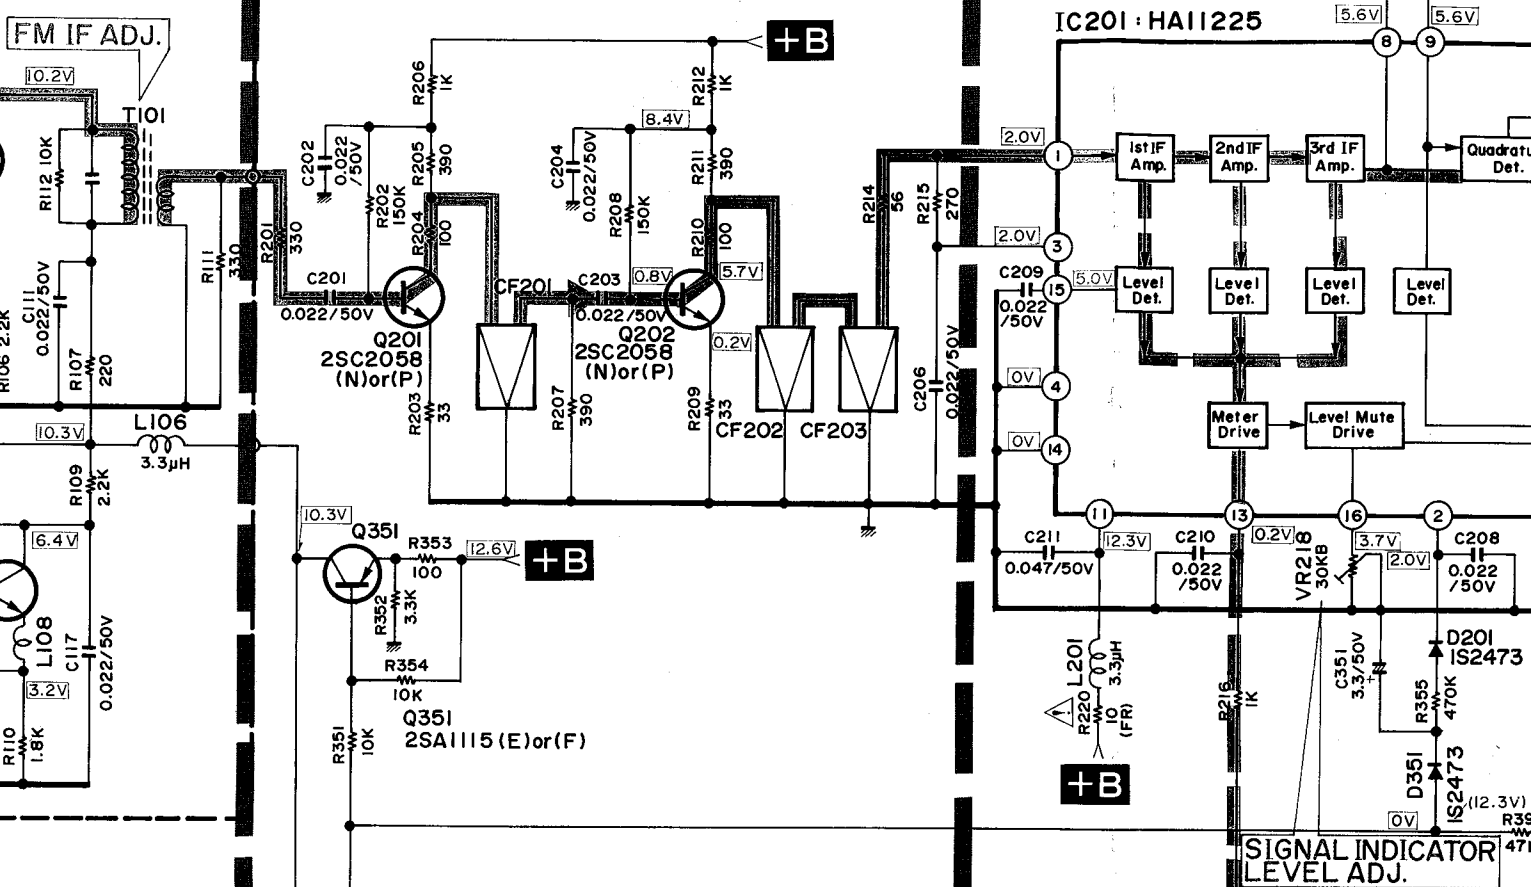 FM IF ADJ.
10.2V
T101
R112 10K
C111
0.022/50V
R106 2.2K
R107
220
R111
330
R201
330
10.3V
L106
3.3μH
R109
2.2K
6.4V
L108
C117
0.022/50V
3.2V
R110
1.8K
+B
R206
1K
C202
0.022
/50V
R205
390
R202
150K
R204
100
C201
0.022/50V
Q201
2SC2058
(N)or(P)
R203
33
CF201
R212
1K
8.4V
C204
0.022/50V
R211
390
R208
150K
R210
100
C203
0.022/50V
0.8V
5.7V
Q202
2SC2058
(N)or(P)
0.2V
R207
390
R209
33
CF202
CF203
R214
56
R215
270
C206
0.022/50V
10.3V
Q351
R353
100
12.6V
+B
R352
3.3K
R354
10K
Q351
2SA1115(E)or(F)
R351
10K
IC201:HA11225
5.6V
5.6V
8
9
2.0V
1
1st IF
Amp.
2nd IF
Amp.
3rd IF
Amp.
Quadratu
Det.
2.0V
3
C209
0.022
/50V
15
5.0V
Level
Det.
Level
Det.
Level
Det.
Level
Det.
0V
4
0V
14
Meter
Drive
Level Mute
Drive
11
13
16
2
C211
0.047/50V
12.3V
C210
0.022
/50V
0.2V
VR218
30KB
3.7V
2.0V
C208
0.022
/50V
L201
3.3μH
R220
10
(FR)
+B
R216
1K
C351
3.3/50V
+
D201
1S2473
R355
470K
D351
1S2473
(12.3V)
0V
R39
47
SIGNAL INDICATOR
LEVEL ADJ.